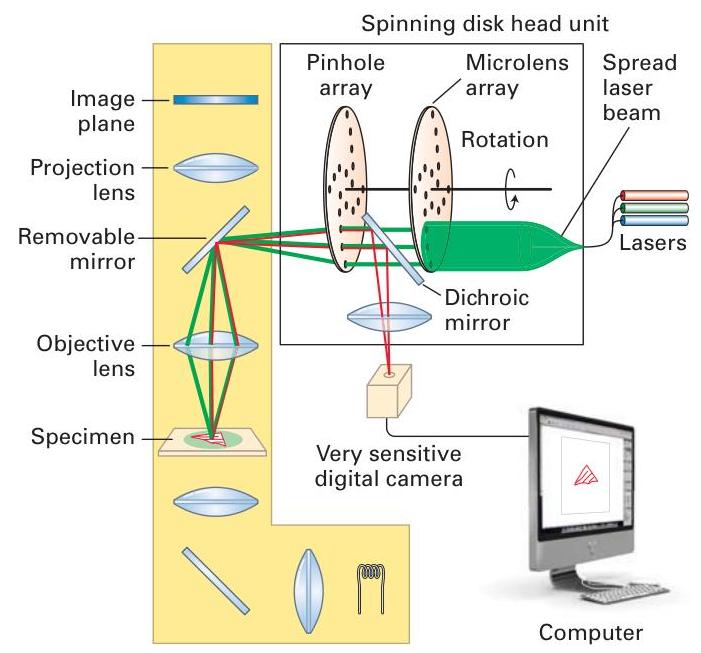 Spinning disk head unit
Pinhole
array
Microlens
array
Spread
laser
beam
Image
plane
Rotation
Projection
lens
Removable
mirror
Lasers
Dichroic
mirror
Objective
lens
Specimen
Very sensitive
digital camera
Computer